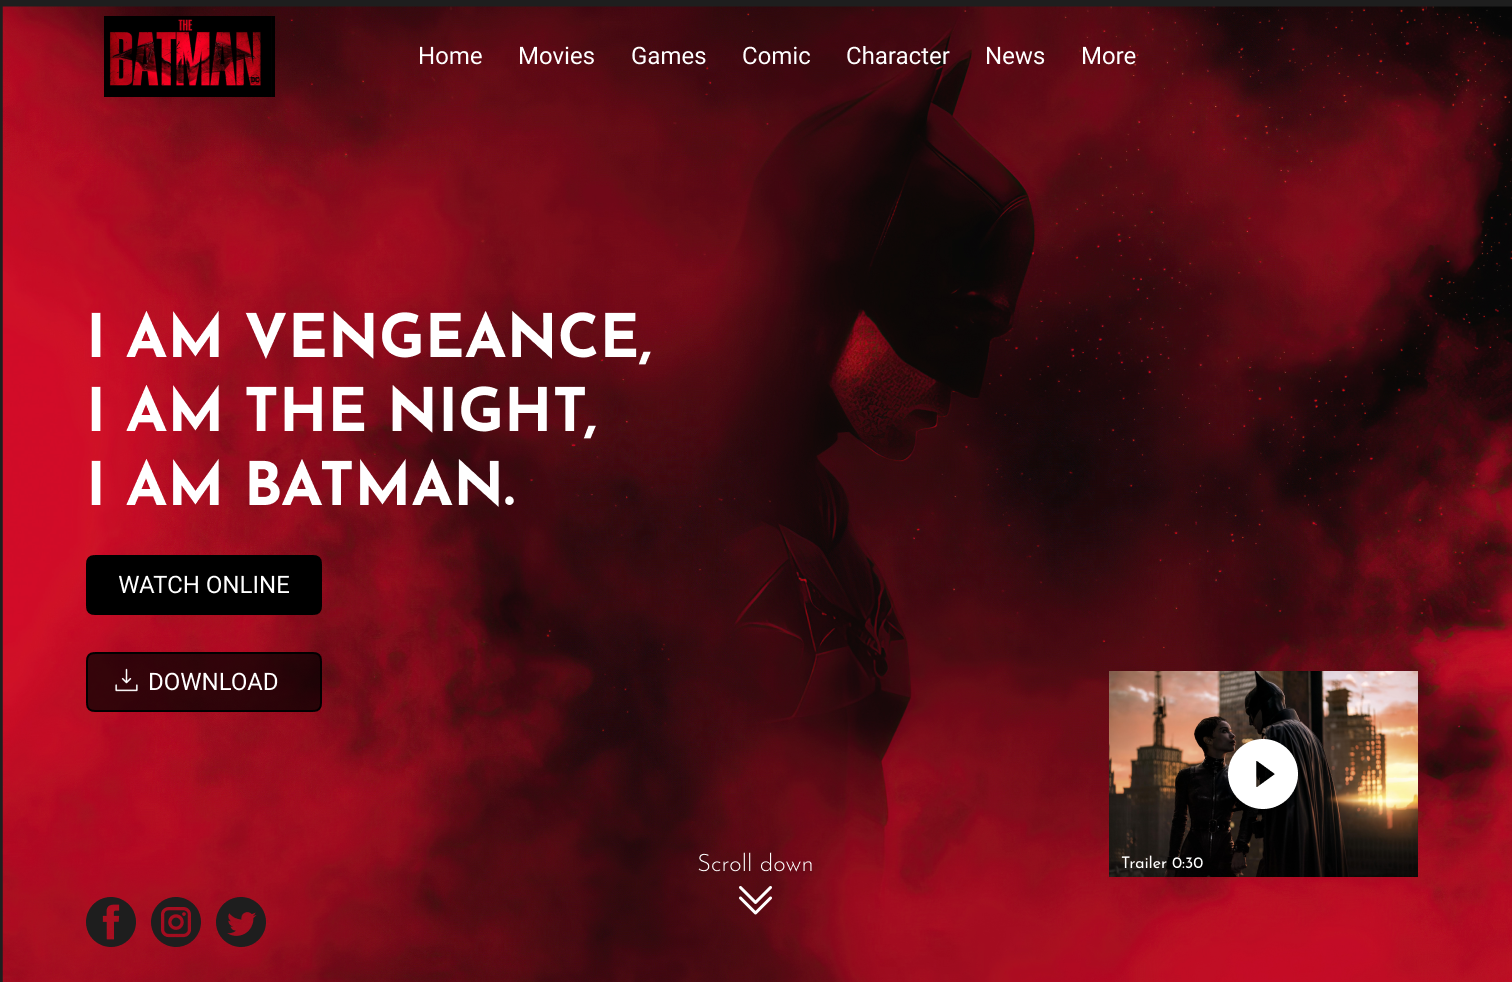 THE
BATMAN
Home Movies Games Comic Character News More
I AM VENGEANCE,
I AM THE NIGHT,
I AM BATMAN.
WATCH ONLINE
DOWNLOAD
Trailer 0:30
Scroll down